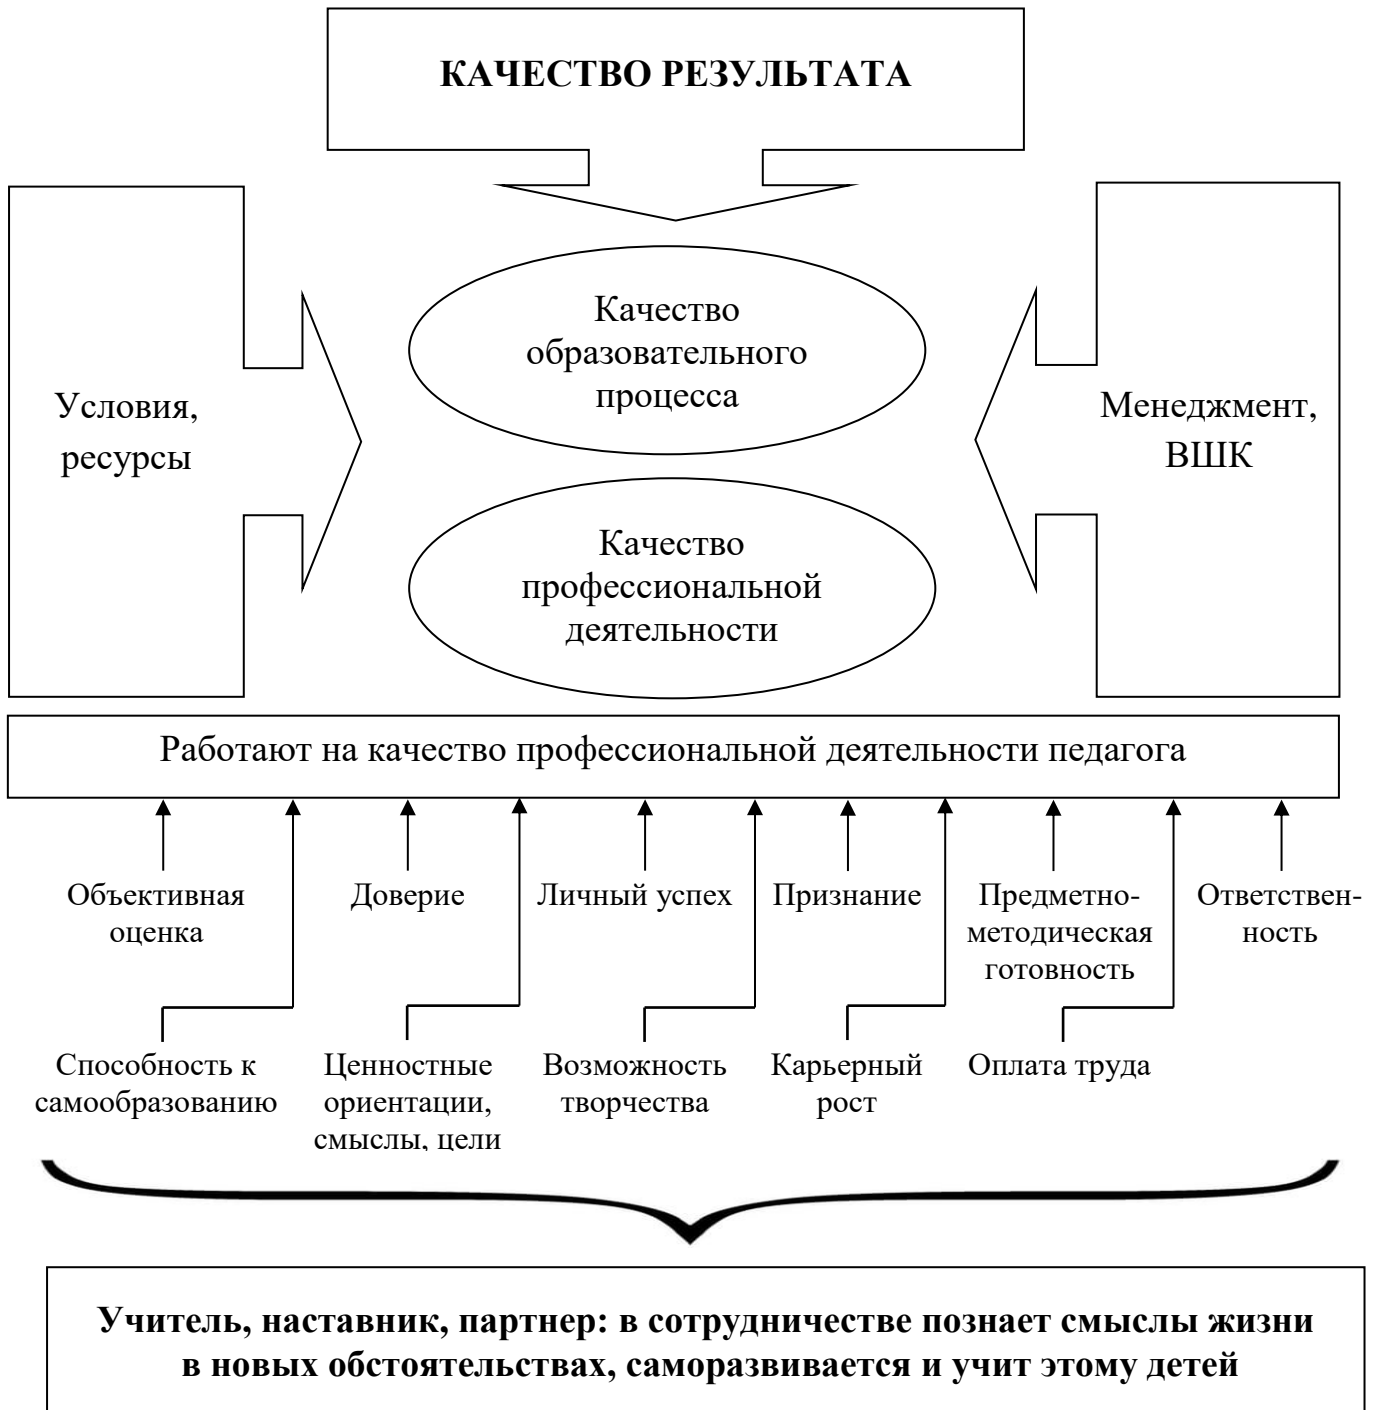 КАЧЕСТВО РЕЗУЛЬТАТА
Условия,
ресурсы
Качество
образовательного
процесса
Качество
профессиональной
деятельности
Менеджмент,
ВШК
Работают на качество профессиональной деятельности педагога
Объективная
оценка
Доверие
Личный успех
Признание
Предметно-
методическая
готовность
Ответствен-
ность
Способность к
самообразованию
Ценностные
ориентации,
смыслы, цели
Возможность
творчества
Карьерный
рост
Оплата труда
Учитель, наставник, партнер: в сотрудничестве познает смыслы жизни
в новых обстоятельствах, саморазвивается и учит этому детей